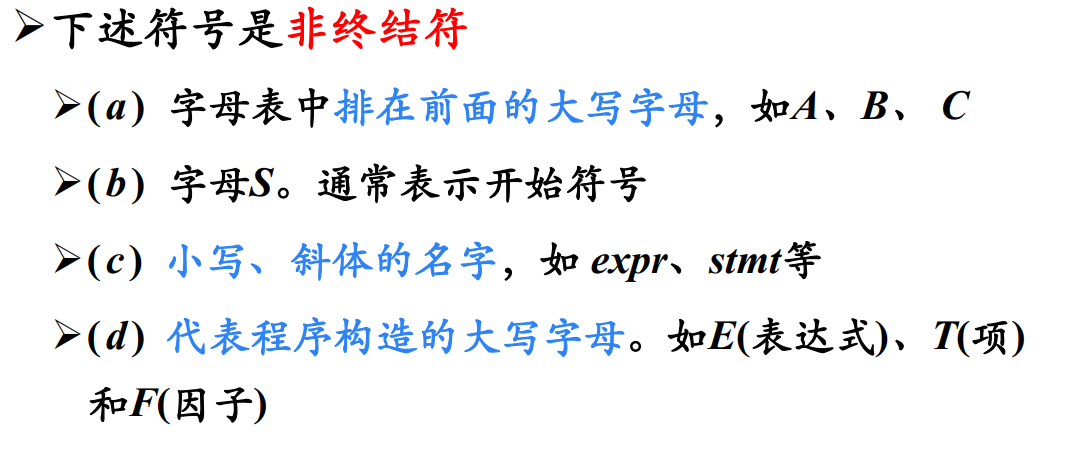 ➢下述符号是非终结符
➢(a) 字母表中排在前面的大写字母，如A、B、 C
➢(b) 字母S。通常表示开始符号
➢(c) 小写、斜体的名字，如 expr、stmt等
➢(d) 代表程序构造的大写字母。如E(表达式)、T(项)
和F(因子)